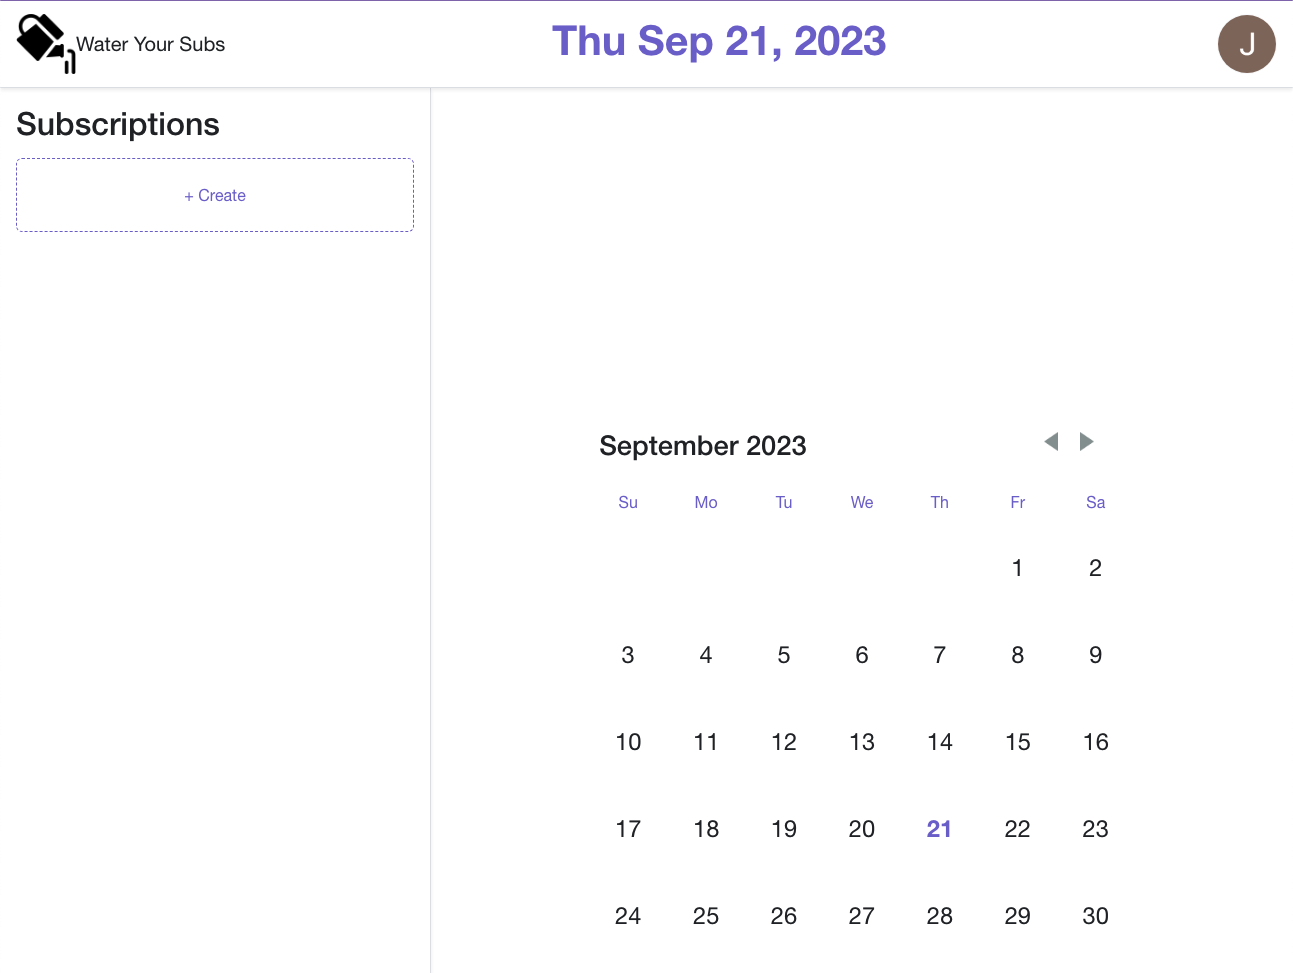 Water Your Subs
Thu Sep 21, 2023
J
Subscriptions
+ Create
September 2023
Su Mo Tu We Th Fr Sa
1 2
3 4 5 6 7 8 9
10 11 12 13 14 15 16
17 18 19 20 21 22 23
24 25 26 27 28 29 30